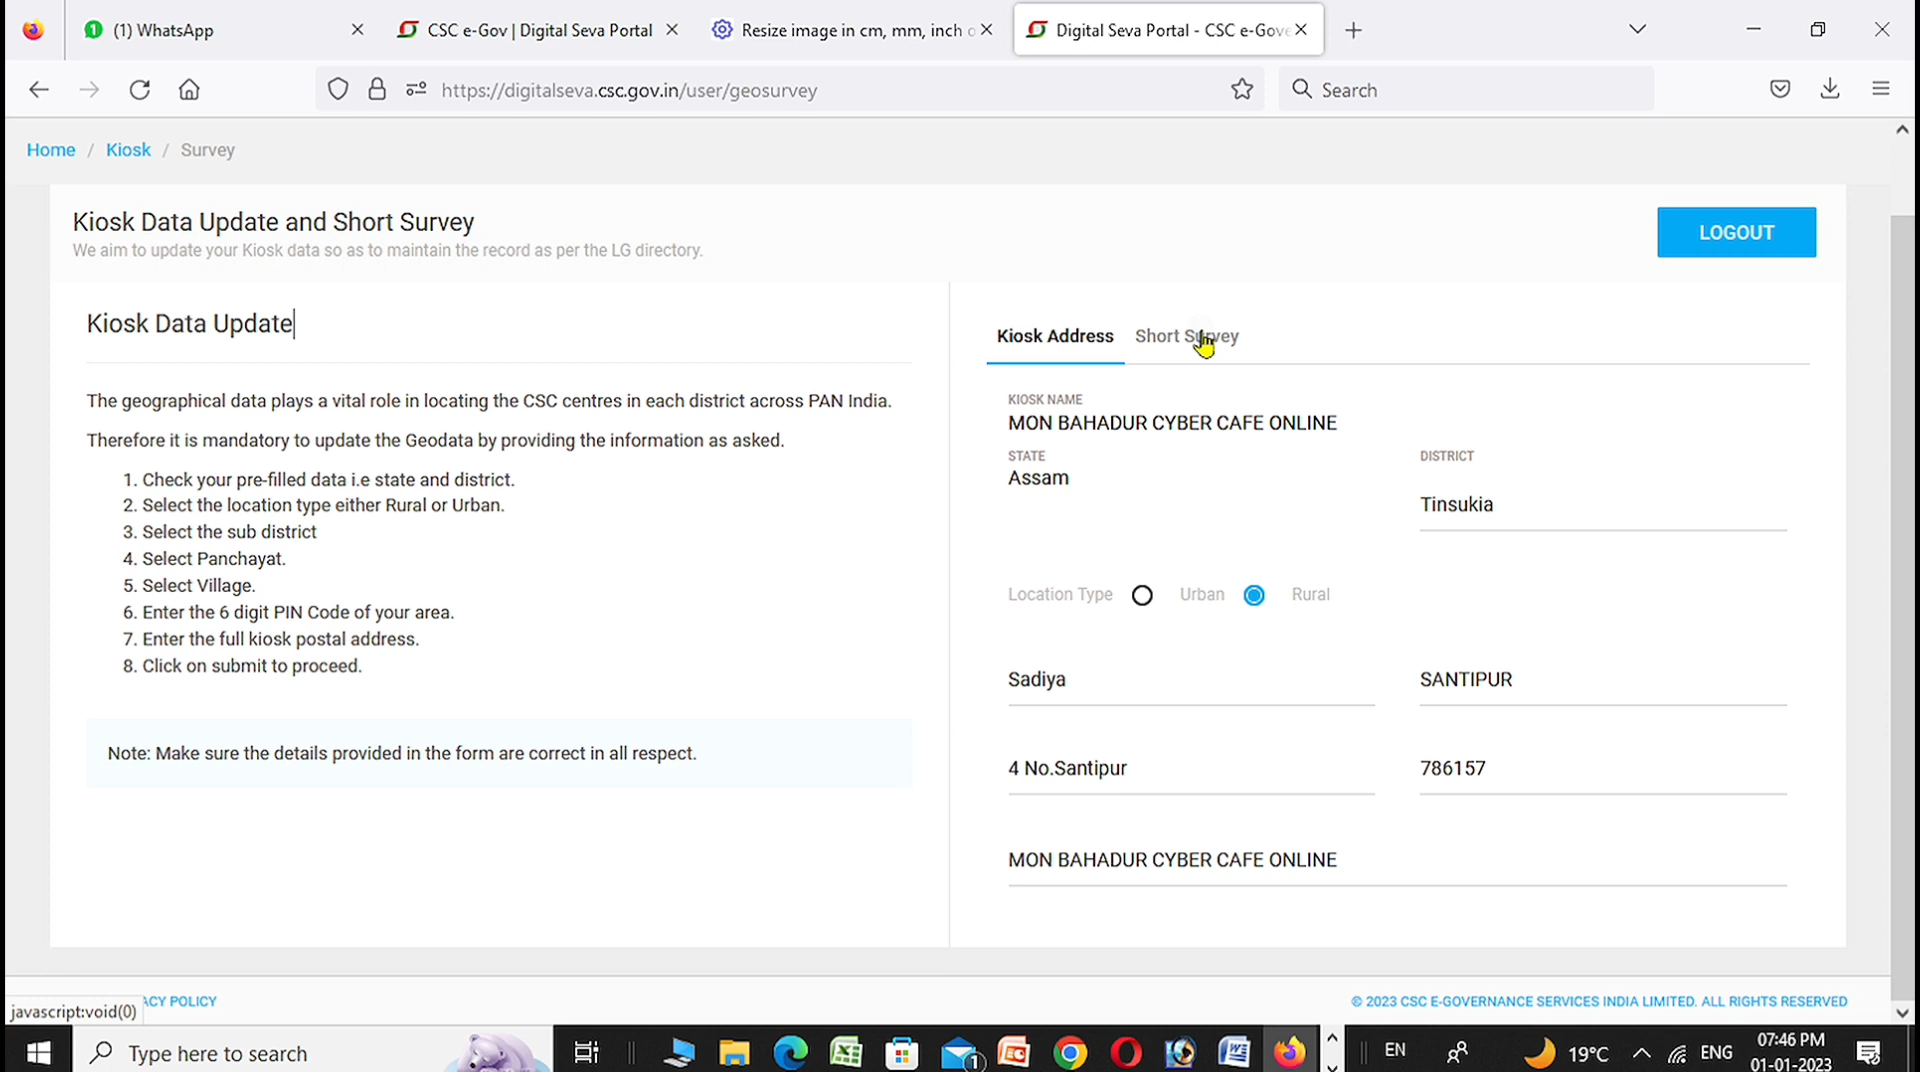 (1) WhatsApp
CSC e-Gov | Digital Seva Portal
Resize image in cm, mm, inch o
Digital Seva Portal - CSC e-Gove
https://digitalseva.csc.gov.in/user/geosurvey
Search
Home / Kiosk / Survey
Kiosk Data Update and Short Survey
We aim to update your Kiosk data so as to maintain the record as per the LG directory.
LOGOUT
Kiosk Data Update
The geographical data plays a vital role in locating the CSC centres in each district across PAN India.
Therefore it is mandatory to update the Geodata by providing the information as asked.
1. Check your pre-filled data i.e state and district.
2. Select the location type either Rural or Urban.
3. Select the sub district
4. Select Panchayat.
5. Select Village.
6. Enter the 6 digit PIN Code of your area.
7. Enter the full kiosk postal address.
8. Click on submit to proceed.
Note: Make sure the details provided in the form are correct in all respect.
Kiosk Address Short Survey
KIOSK NAME
MON BAHADUR CYBER CAFE ONLINE
STATE
Assam
DISTRICT
Tinsukia
Location Type Urban Rural
Sadiya SANTIPUR
4 No.Santipur 786157
MON BAHADUR CYBER CAFE ONLINE
ACY POLICY
© 2023 CSC E-GOVERNANCE SERVICES INDIA LIMITED. ALL RIGHTS RESERVED
javascript:void(0)
Type here to search
1
EN
19°C
ENG
07:46 PM
01-01-2023